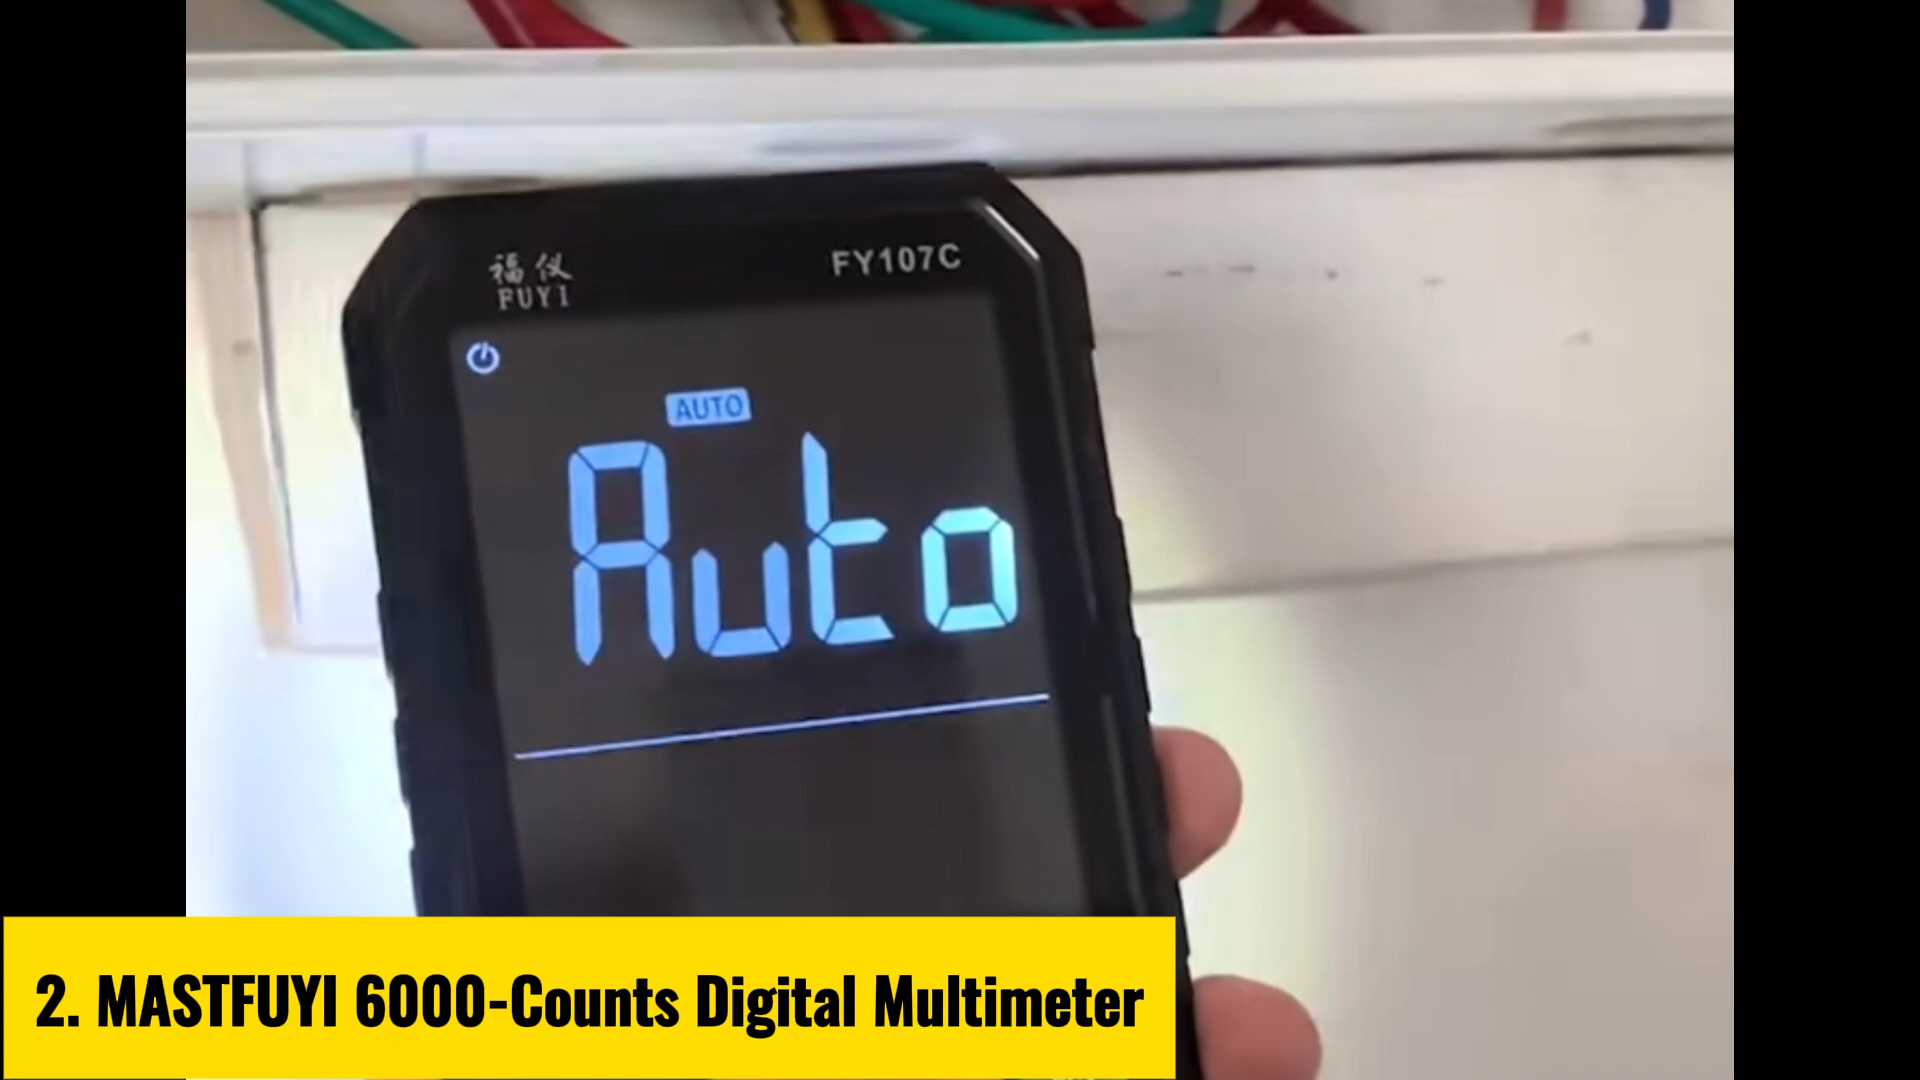 福仪
FUYI
FY107C
AUTO
Auto
2. MASTFUYI 6000-Counts Digital Multimeter